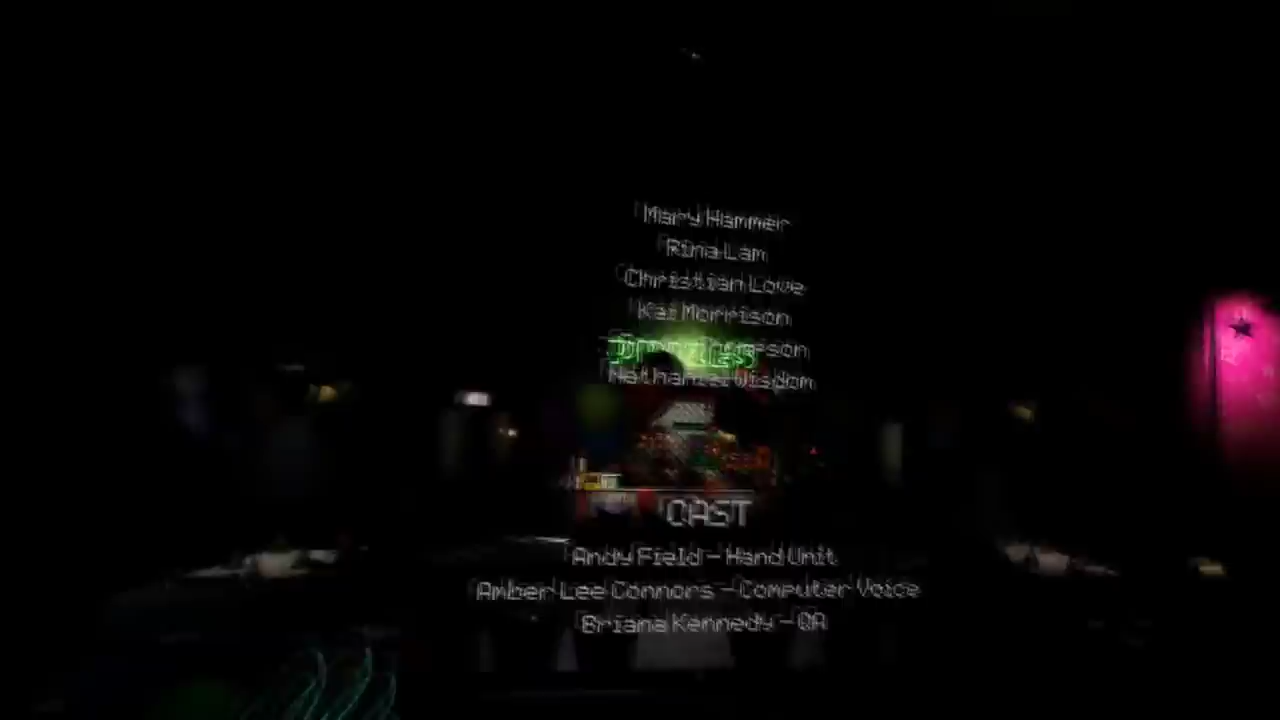 Mary Hammer
Rina Lam
Christian Love
Kai Morrison
Nathaniel Wisdom
CAST
Andy Field - Hand Unit
Amber Lee Connors - Computer Voice
Briana Kennedy - QA